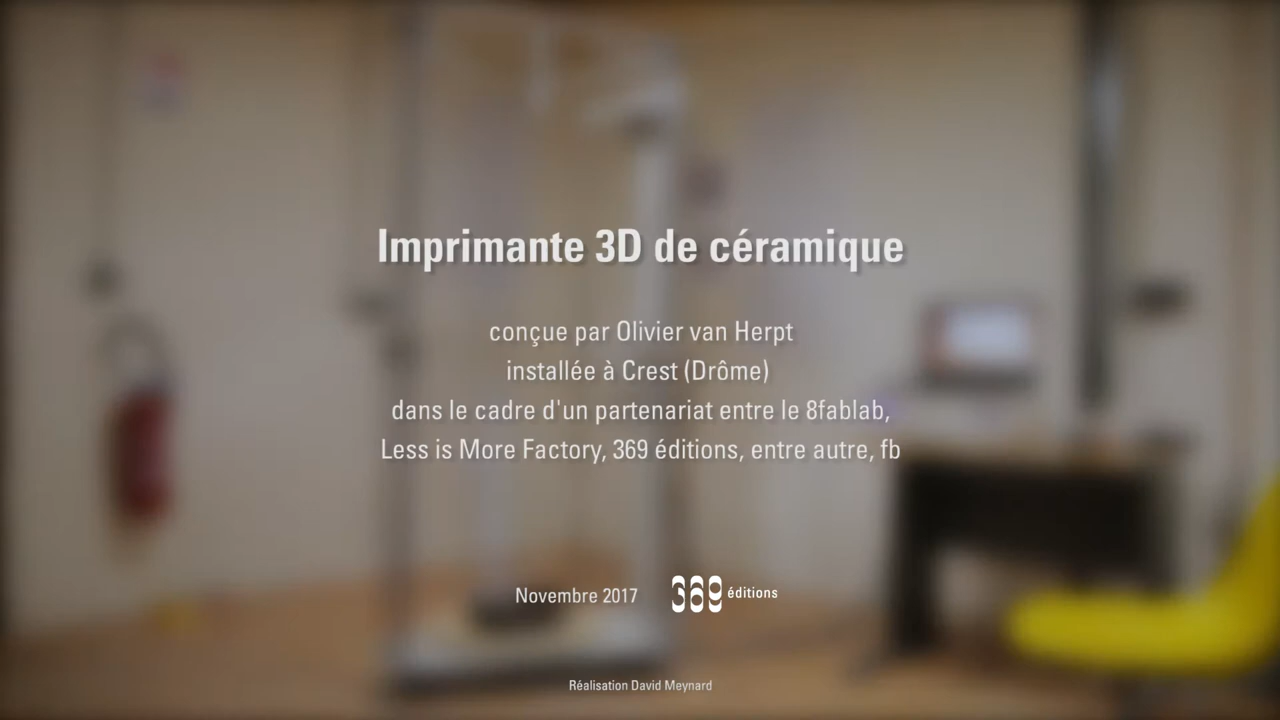 Imprimante 3D de céramique
conçue par Olivier van Herpt
installée à Crest (Drôme)
dans le cadre d'un partenariat entre le 8fablab,
Less is More Factory, 369 éditions, entre autre, fb
Novembre 2017 369 éditions
Réalisation David Meynard